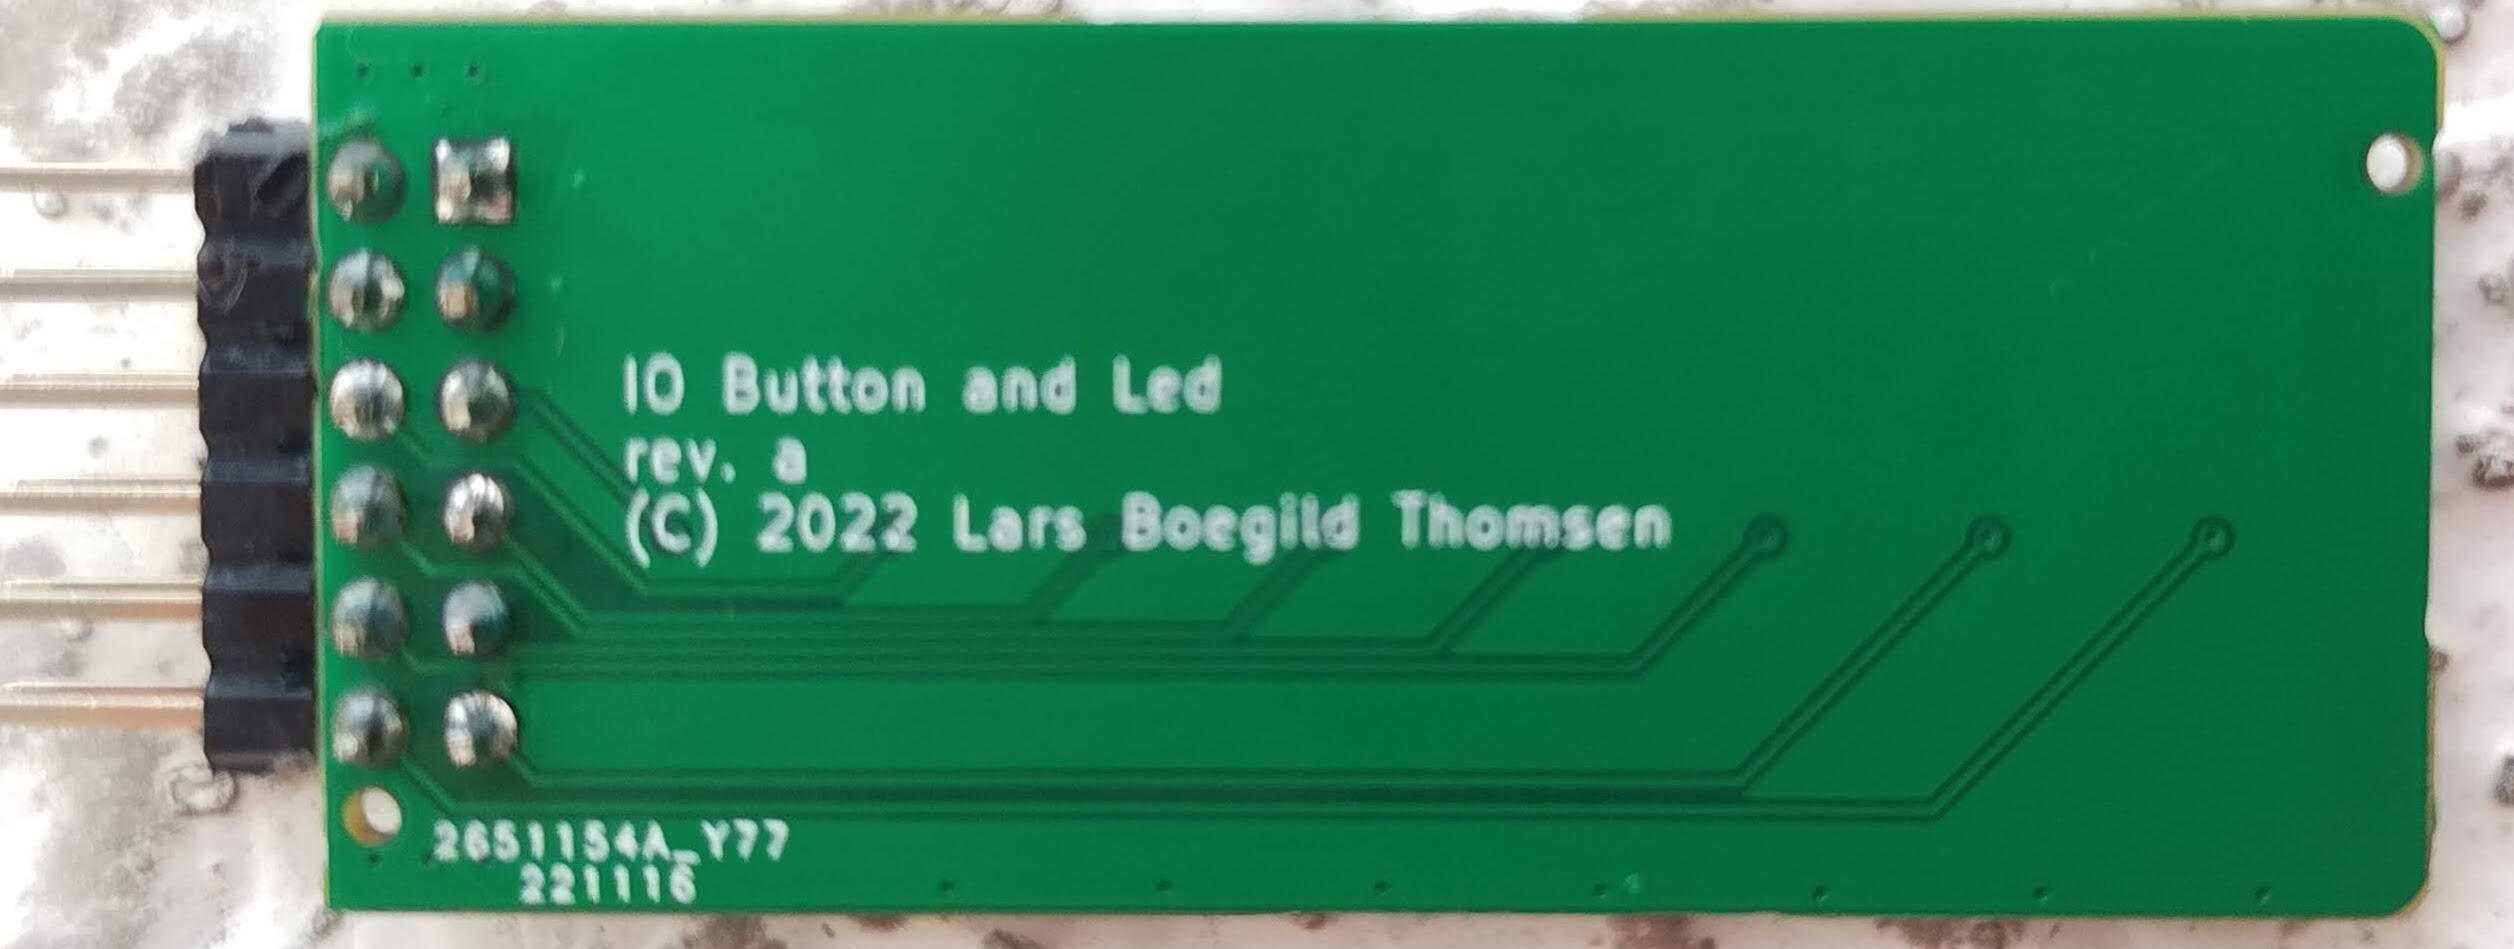 IO Button and Led
rev. a
(C) 2022 Lars Boegild Thomsen
2651154A_Y77
221116